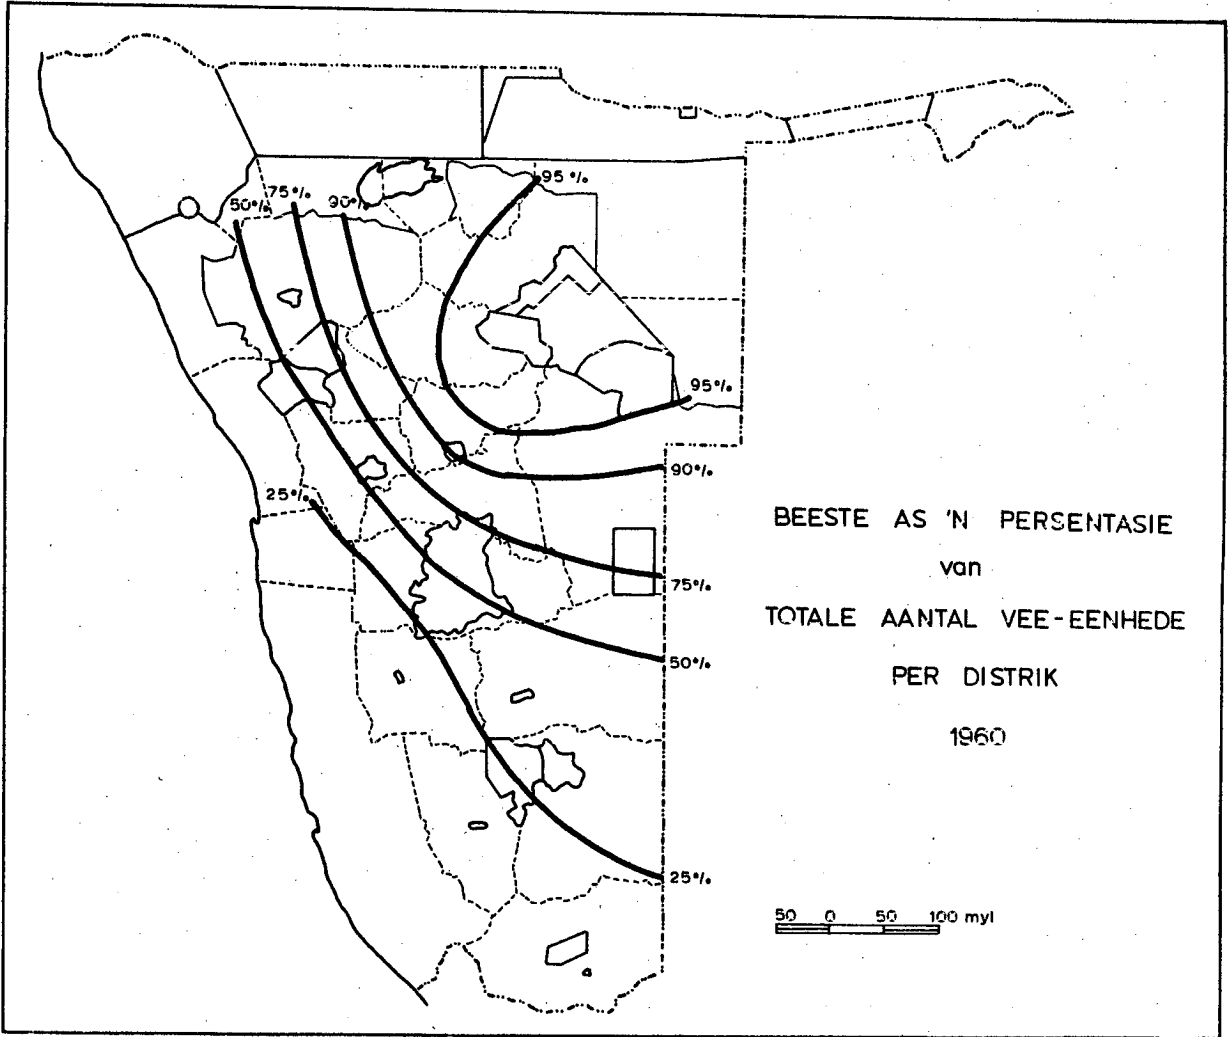 95%
75%
50%
90%
95%
90%
25%
BEESTE AS 'N PERSENTASIE
van
75%
TOTALE AANTAL VEE-EENHEDE
50%
PER DISTRIK
1960
25%
50 0 50 100 myl